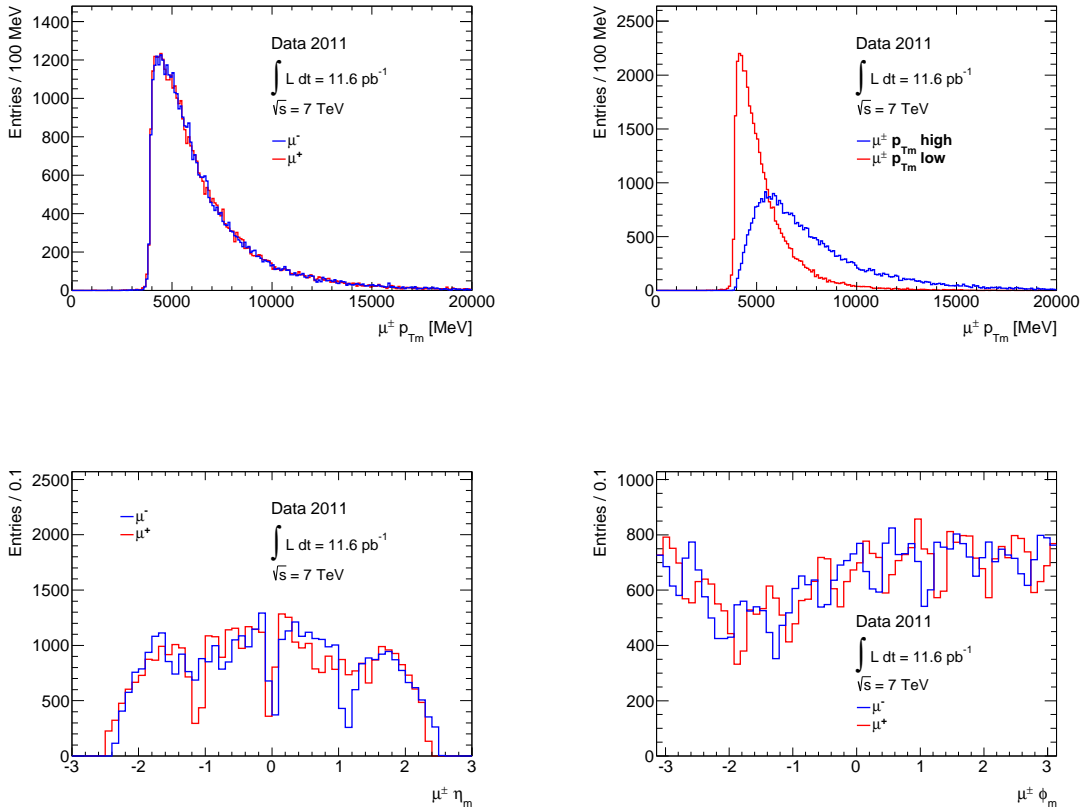 Entries / 100 MeV
1400
1200
1000
800
600
400
200
0
Data 2011
∫ L dt = 11.6 pb⁻¹
√s = 7 TeV
μ⁻
μ⁺
0 5000 10000 15000 20000
μ± p_Tm [MeV]
Entries / 100 MeV
2500
2000
1500
1000
500
0
Data 2011
∫ L dt = 11.6 pb⁻¹
√s = 7 TeV
μ± p_Tm high
μ± p_Tm low
0 5000 10000 15000 20000
μ± p_Tm [MeV]
Entries / 0.1
2500
2000
1500
1000
500
0
μ⁻
μ⁺
Data 2011
∫ L dt = 11.6 pb⁻¹
√s = 7 TeV
-3 -2 -1 0 1 2 3
μ± η_m
Entries / 0.1
1000
800
600
400
200
0
Data 2011
∫ L dt = 11.6 pb⁻¹
√s = 7 TeV
μ⁻
μ⁺
-3 -2 -1 0 1 2 3
μ± ϕ_m